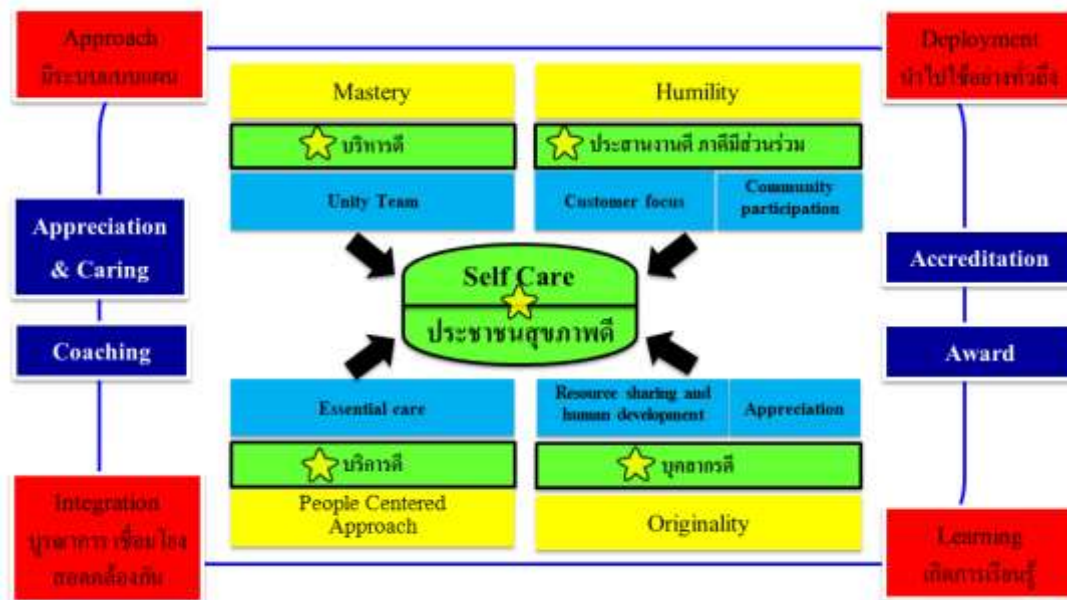 Approach
มีระบบแบบแผน
Deployment
นำไปใช้อย่างทั่วถึง
Mastery
Humility
บริหารดี
ประสานงานดี ภาคีมีส่วนร่วม
Unity Team
Customer focus
Community
participation
Appreciation
& Caring
Coaching
Self Care
ประชาชนสุขภาพดี
Accreditation
Award
Essential care
Resource sharing and
human development
Appreciation
บริการดี
บุคลากรดี
People Centered
Approach
Originality
Integration
บูรณาการ เชื่อมโยง
สอดคล้องกัน
Learning
เกิดการเรียนรู้